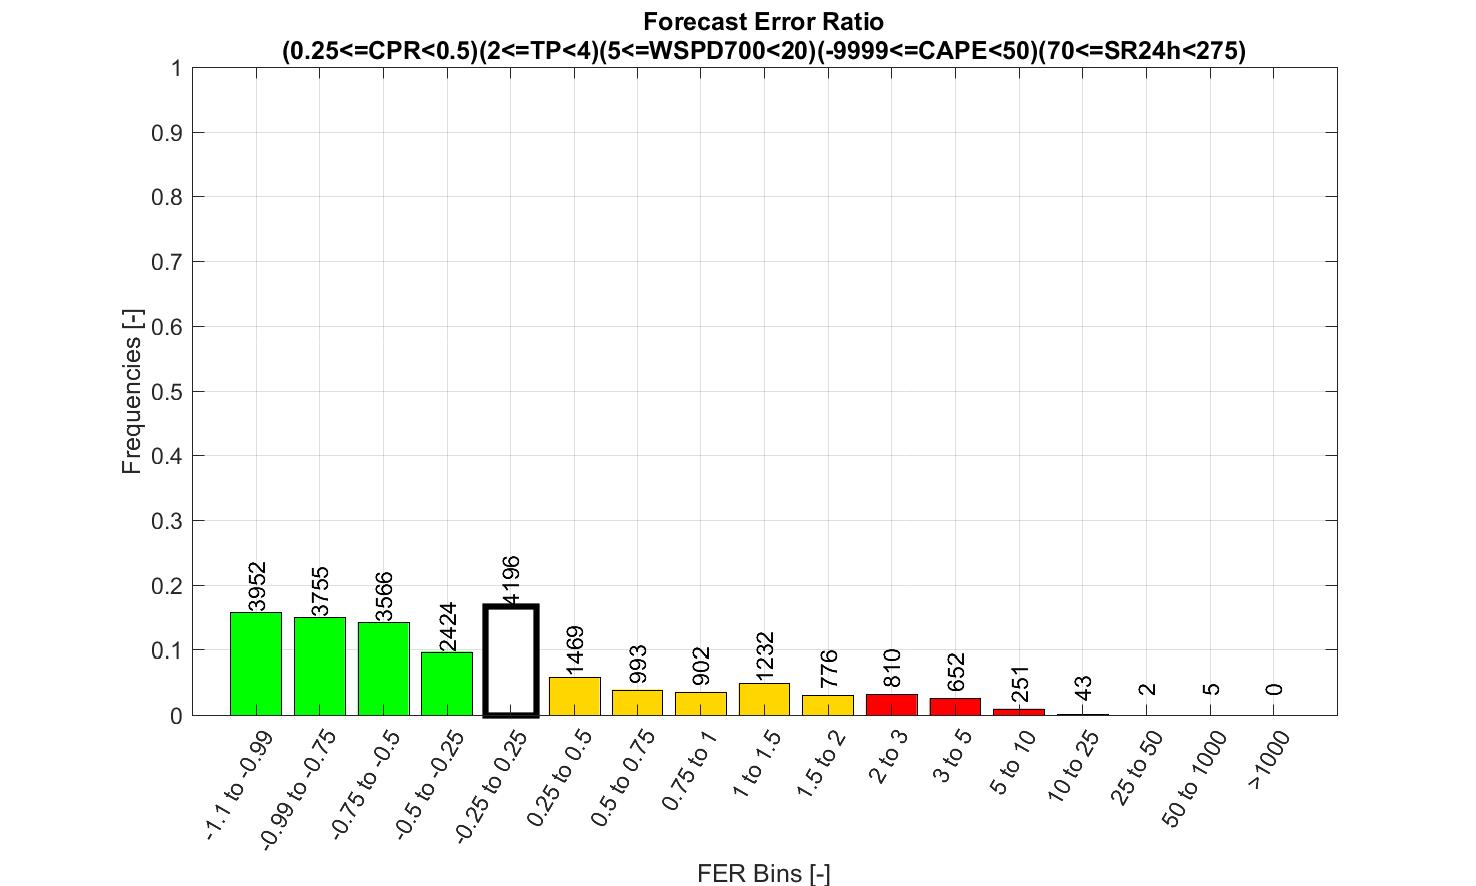 Forecast Error Ratio
(0.25<=CPR<0.5)(2<=TP<4)(5<=WSPD700<20)(-9999<=CAPE<50)(70<=SR24h<275)
1
0.9
0.8
0.7
0.6
0.5
0.4
0.3
0.2
0.1
0
Frequencies [-]
3952
3755
3566
2424
4196
1469
993
902
1232
776
810
652
251
43
2
5
0
-1.1 to -0.99
-0.99 to -0.75
-0.75 to -0.5
-0.5 to -0.25
-0.25 to 0.25
0.25 to 0.5
0.5 to 0.75
0.75 to 1
1 to 1.5
1.5 to 2
2 to 3
3 to 5
5 to 10
10 to 25
25 to 50
50 to 1000
>1000
FER Bins [-]